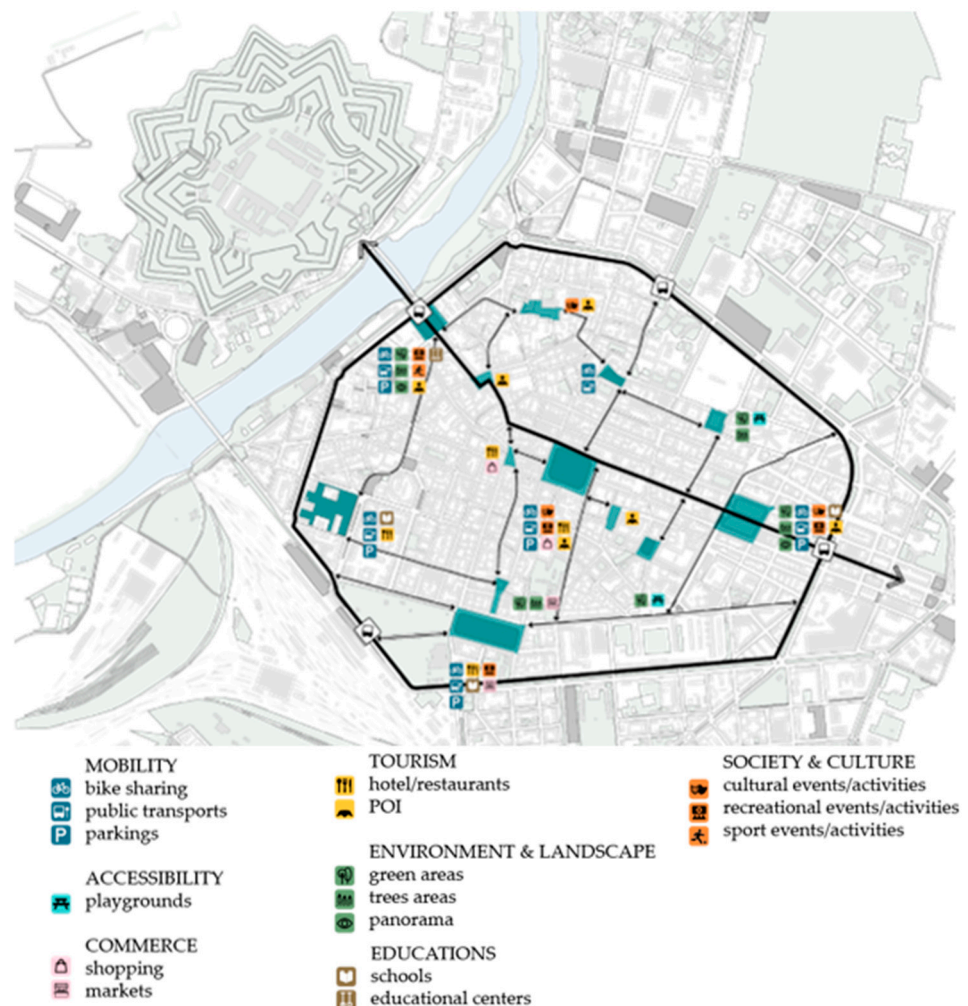 MOBILITY
bike sharing
public transports
P parkings
ACCESSIBILITY
playgrounds
COMMERCE
shopping
markets
TOURISM
hotel/restaurants
POI
ENVIRONMENT & LANDSCAPE
green areas
trees areas
panorama
EDUCATIONS
schools
educational centers
SOCIETY & CULTURE
cultural events/activities
recreational events/activities
sport events/activities
P
P
P
P
P